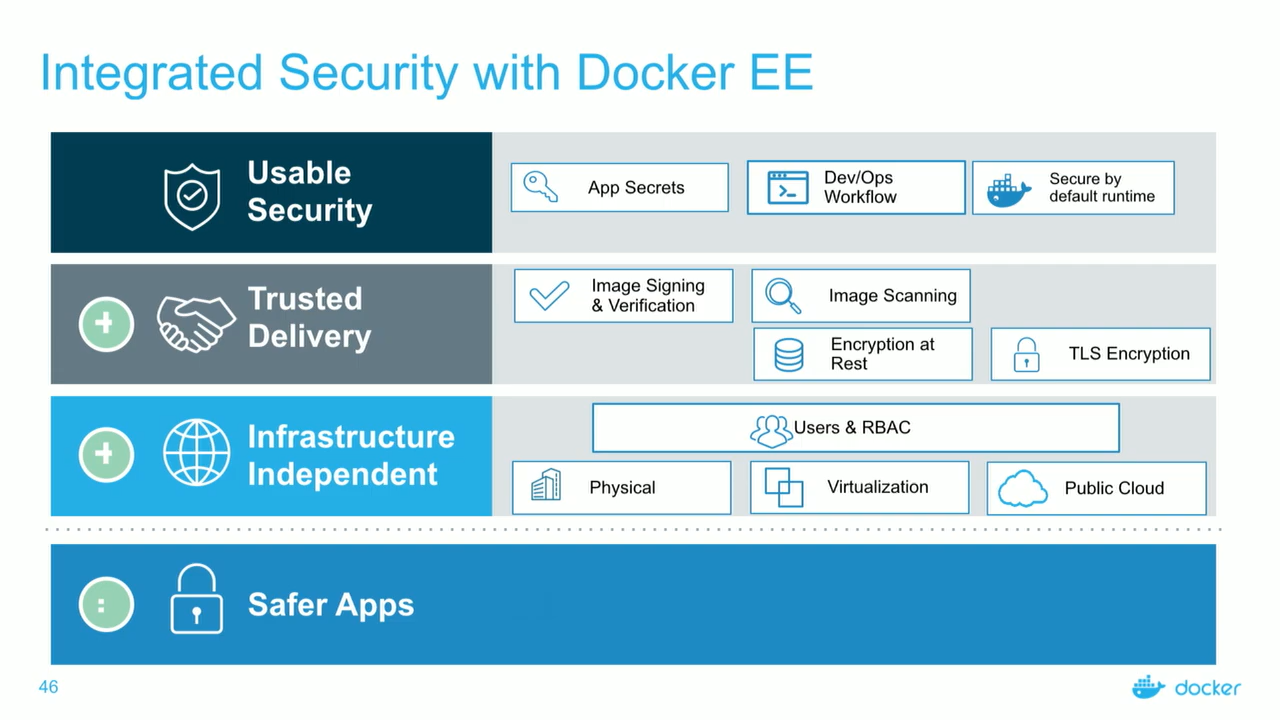 Integrated Security with Docker EE
Usable
Security
App Secrets
Dev/Ops
Workflow
Secure by
default runtime
+
Trusted
Delivery
Image Signing
& Verification
Image Scanning
Encryption at
Rest
TLS Encryption
+
Infrastructure
Independent
Users & RBAC
Physical
Virtualization
Public Cloud
:
Safer Apps
46
docker